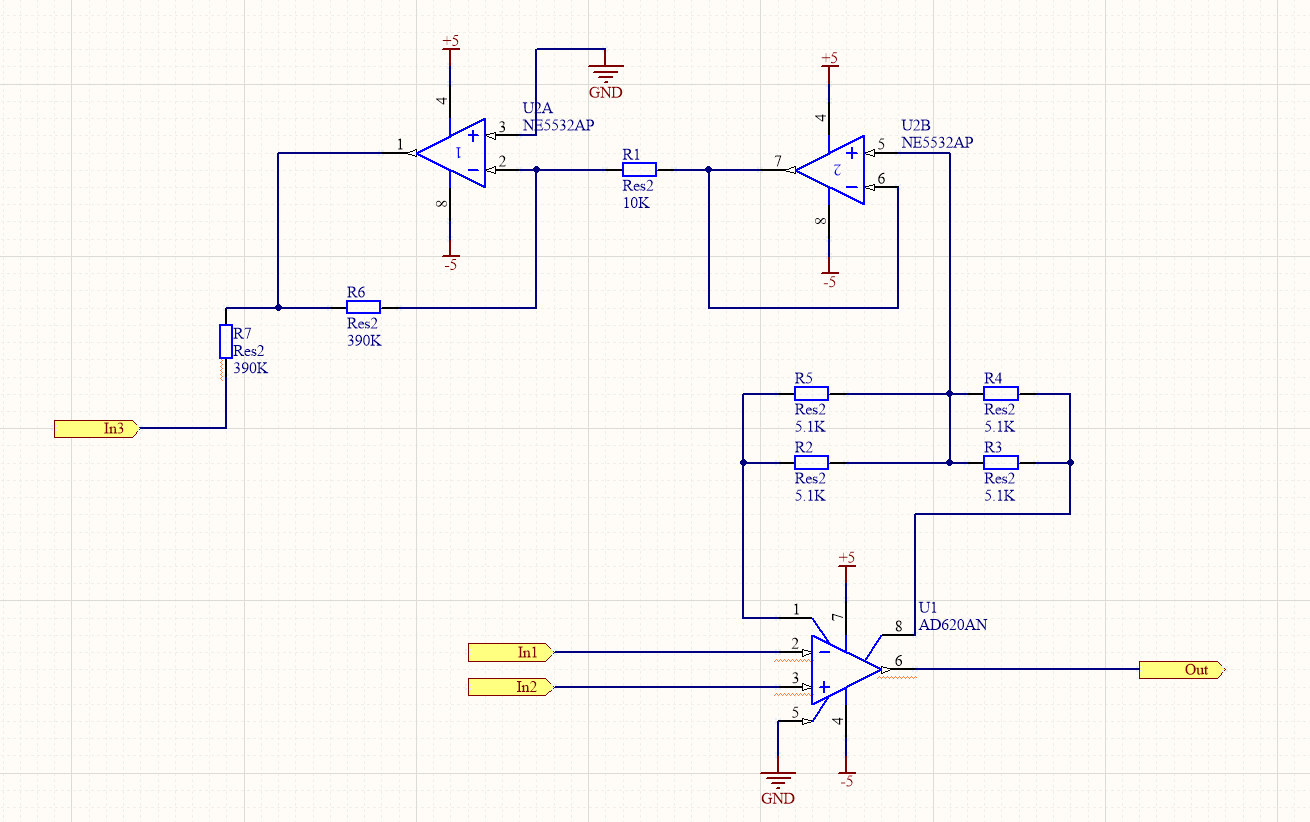 +5
4
GND
U2A
NE5532AP
3
1
1
2
8
-5
R1
Res2
10K
+5
4
U2B
NE5532AP
5
7
2
6
8
-5
R6
Res2
390K
R7
Res2
390K
In3
R5
Res2
5.1K
R4
Res2
5.1K
R2
Res2
5.1K
R3
Res2
5.1K
+5
7
1
U1
AD620AN
8
In1
2
6
Out
In2
3
5
4
GND
-5